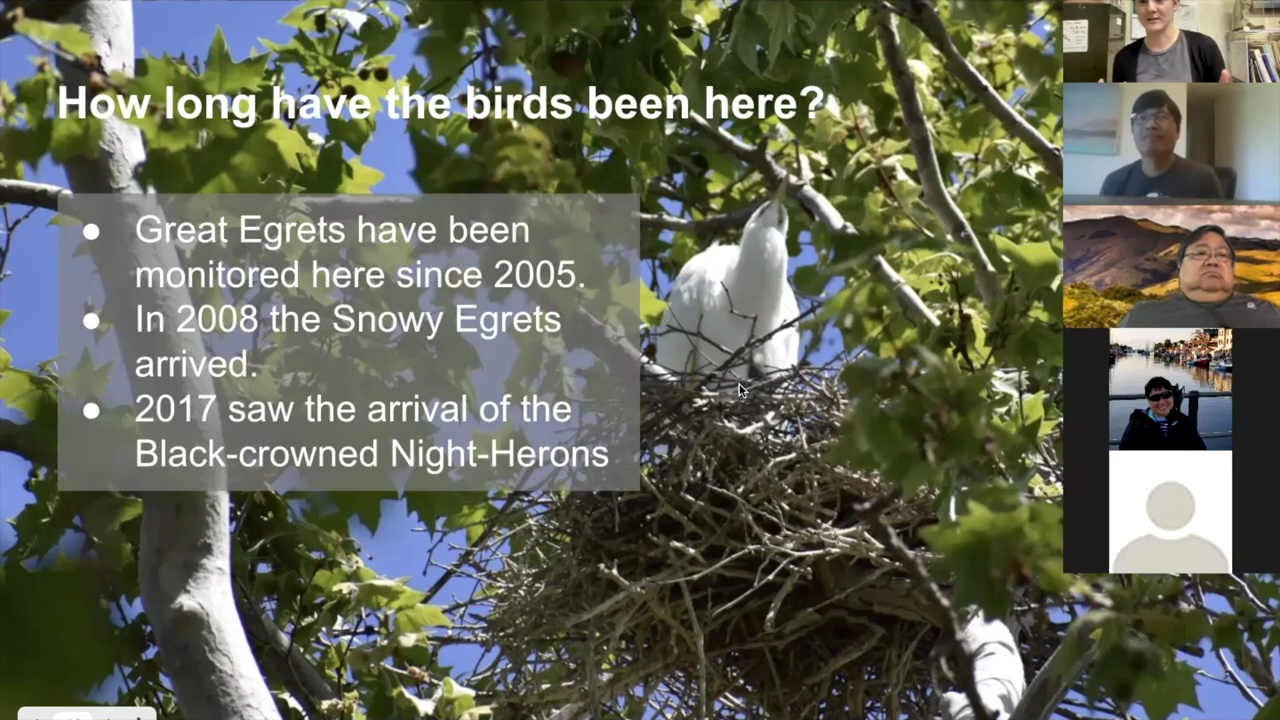 How long have the birds been here?
● Great Egrets have been
monitored here since 2005.
● In 2008 the Snowy Egrets
arrived.
● 2017 saw the arrival of the
Black-crowned Night-Herons